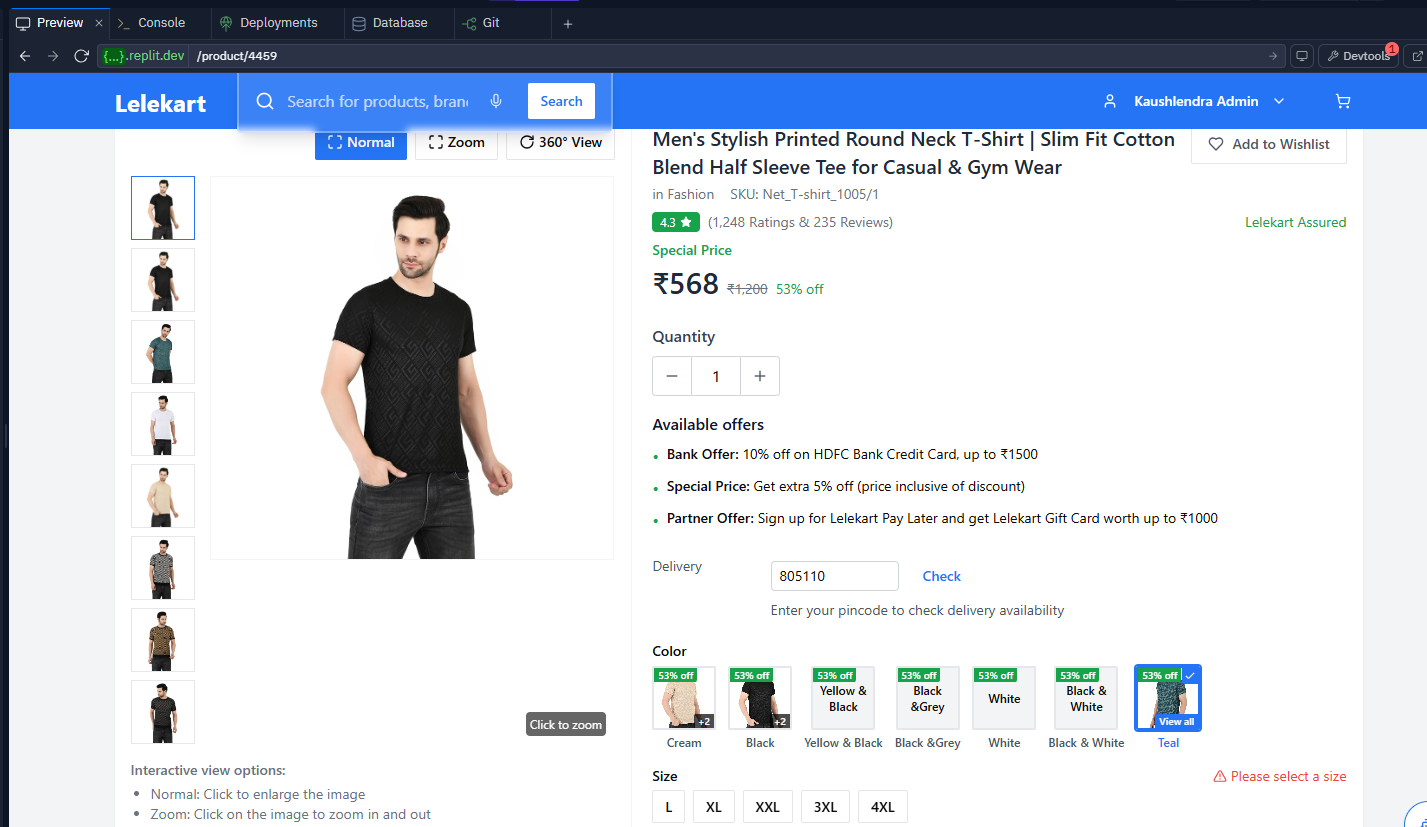 Preview
Console
Deployments
Database
Git
{...}.replit.dev /product/4459
Devtools 1
Lelekart
Search for products, bran
Search
Kaushlendra Admin
Normal
Zoom
360° View
Men's Stylish Printed Round Neck T-Shirt | Slim Fit Cotton
Blend Half Sleeve Tee for Casual & Gym Wear
Add to Wishlist
in Fashion SKU: Net_T-shirt_1005/1
4.3 ★ (1,248 Ratings & 235 Reviews)
Lelekart Assured
Special Price
₹568 ₹1,200 53% off
Quantity
1
Available offers
Bank Offer: 10% off on HDFC Bank Credit Card, up to ₹1500
Special Price: Get extra 5% off (price inclusive of discount)
Partner Offer: Sign up for Lelekart Pay Later and get Lelekart Gift Card worth up to ₹1000
Delivery
805110
Check
Enter your pincode to check delivery availability
Click to zoom
Interactive view options:
• Normal: Click to enlarge the image
• Zoom: Click on the image to zoom in and out
Color
53% off
+2
Cream
53% off
+2
Black
53% off
Yellow &
Black
Yellow & Black
53% off
Black
&Grey
Black &Grey
53% off
White
White
53% off
Black &
White
Black & White
53% off
View all
Teal
Size
Please select a size
L
XL
XXL
3XL
4XL